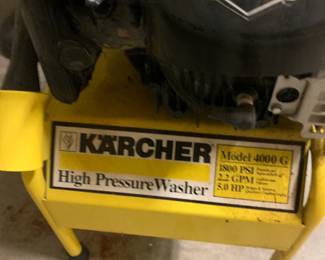 KÄRCHER
High Pressure Washer
Model 4000 G
1800 PSI
2.2 GPM
5.0 HP